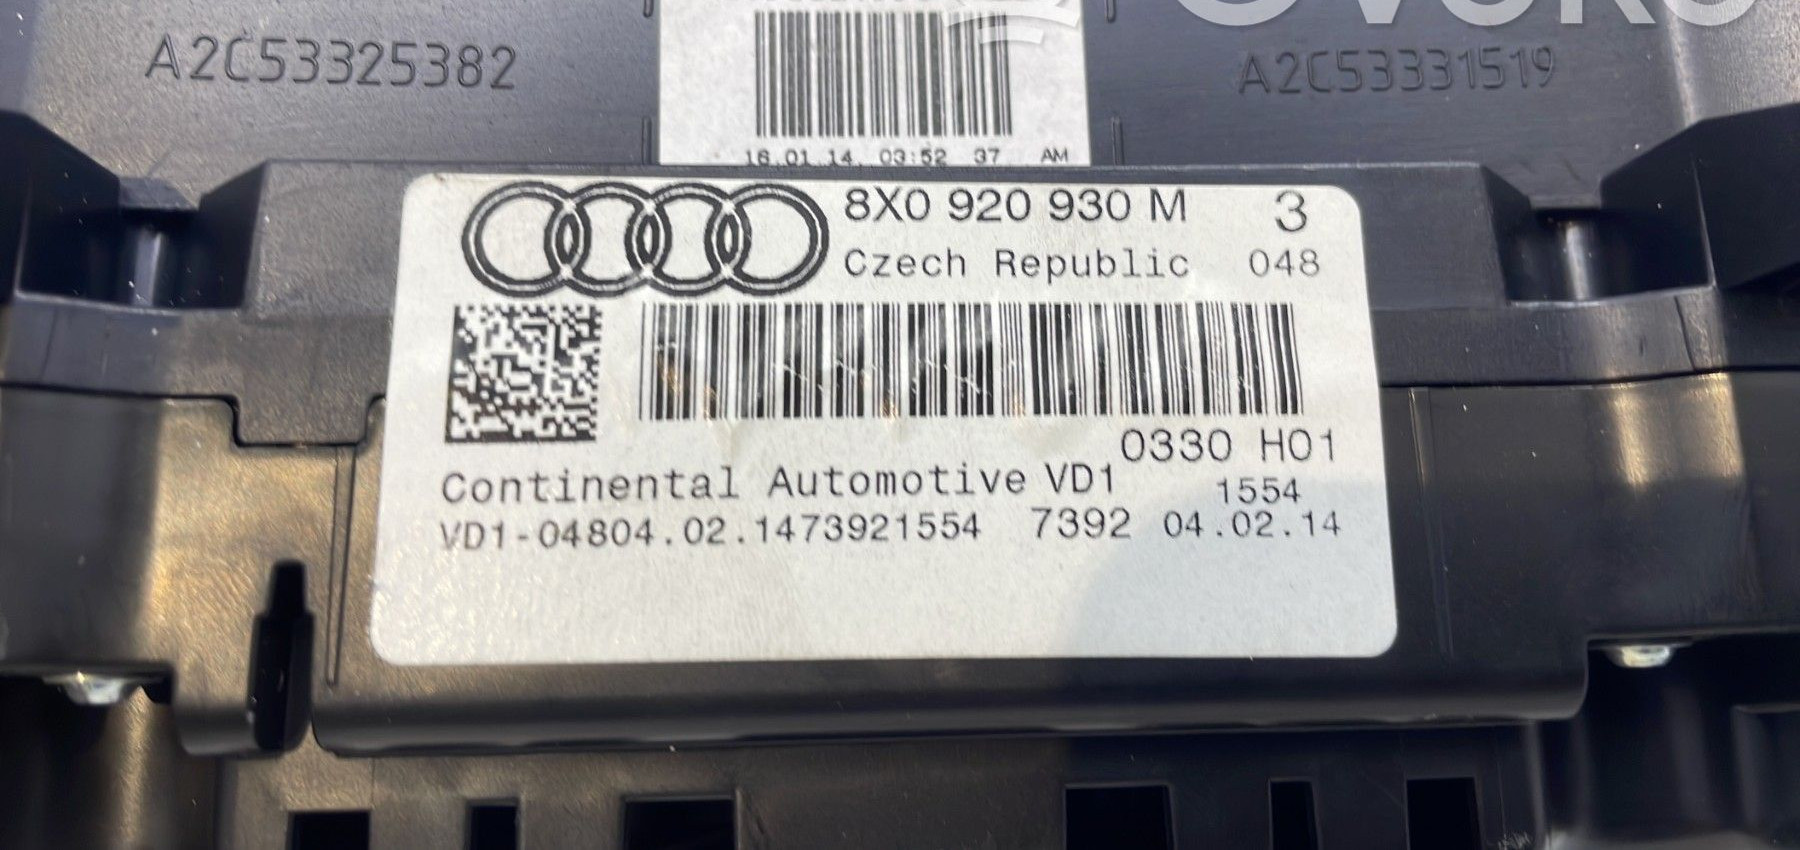 A2C53325382
A2C53331519
16.01.14. 03:52 37 AM
8X0 920 930 M 3
Czech Republic 048
0330 H01
Continental Automotive VD1 1554
VD1-04804.02.1473921554 7392 04.02.14